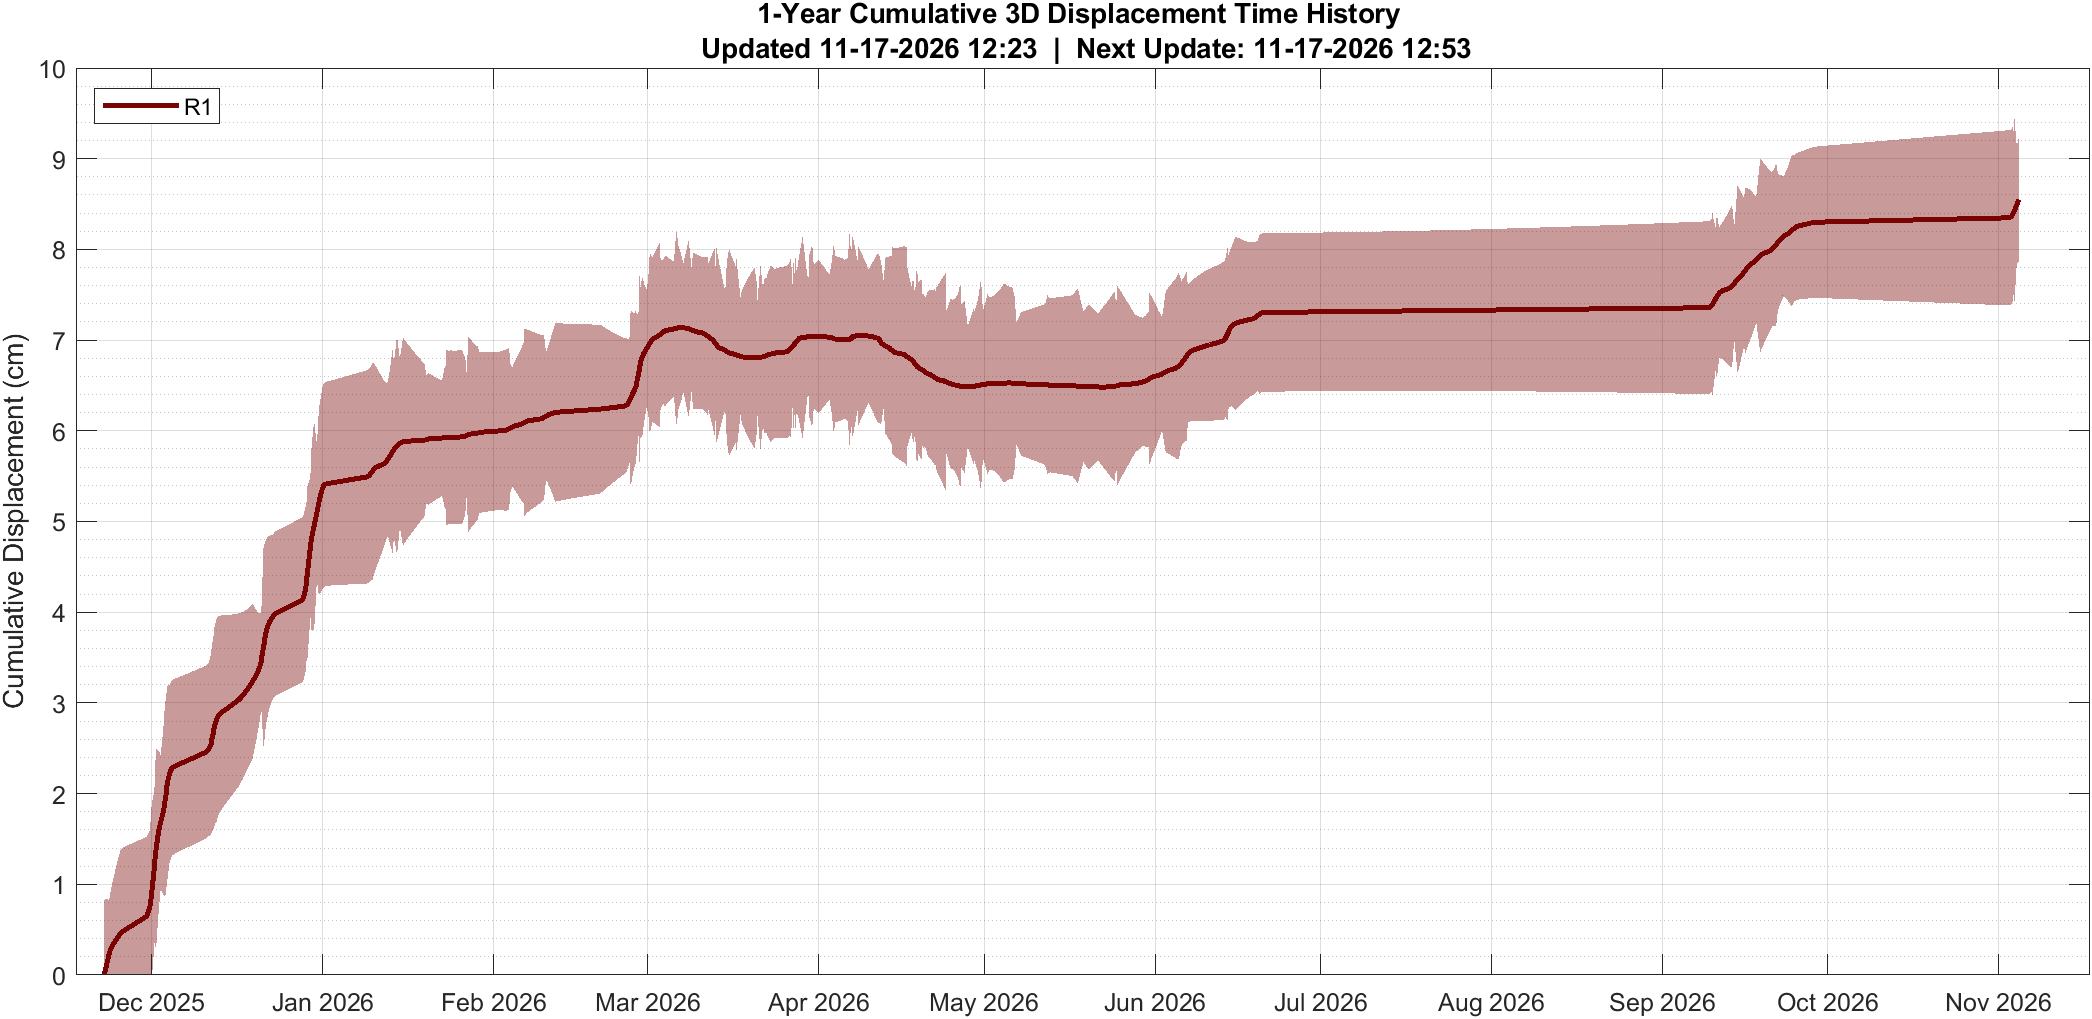 1-Year Cumulative 3D Displacement Time History
Updated 11-17-2026 12:23 | Next Update: 11-17-2026 12:53
R1
Cumulative Displacement (cm)
10
9
8
7
6
5
4
3
2
1
0
Dec 2025 Jan 2026 Feb 2026 Mar 2026 Apr 2026 May 2026 Jun 2026 Jul 2026 Aug 2026 Sep 2026 Oct 2026 Nov 2026